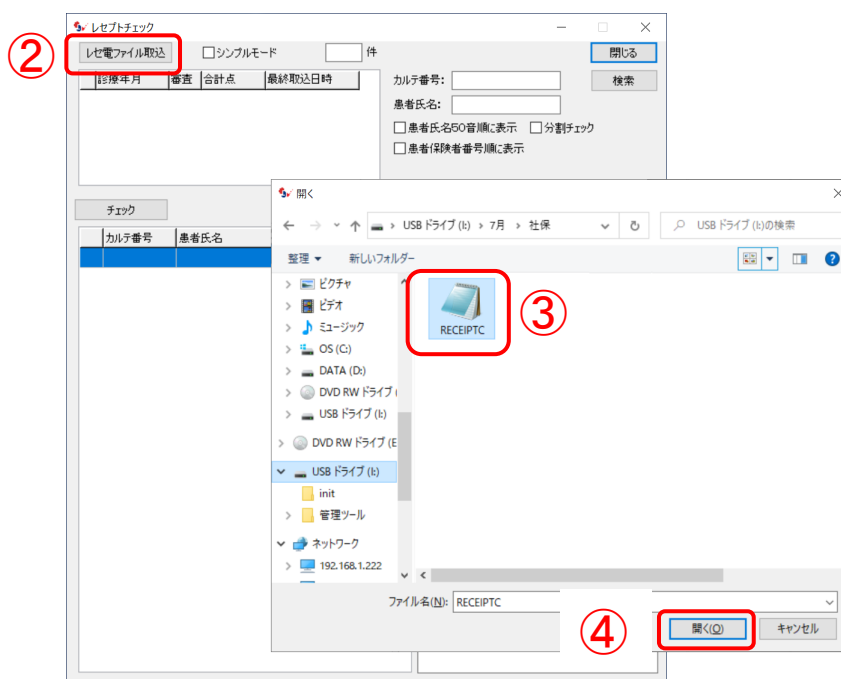 レセプトチェック
②
レセ電ファイル取込
シンプルモード
件
閉じる
診療年月 審査 合計点 最終取込日時
カルテ番号:
検索
患者氏名:
患者氏名50音順に表示 分割チェック
患者保険者番号順に表示
チェック
カルテ番号 患者氏名
開く
USB ドライブ (I:) › 7月 › 社保
USB ドライブ (I:)の検索
整理 新しいフォルダー
ピクチャ
ビデオ
ミュージック
OS (C:)
DATA (D:)
DVD RW ドライブ (
USB ドライブ (I:)
DVD RW ドライブ (E
USB ドライブ (I:)
init
管理ツール
ネットワーク
192.168.1.222
RECEIPTC
③
ファイル名(N): RECEIPTC
④
開く(O) キャンセル